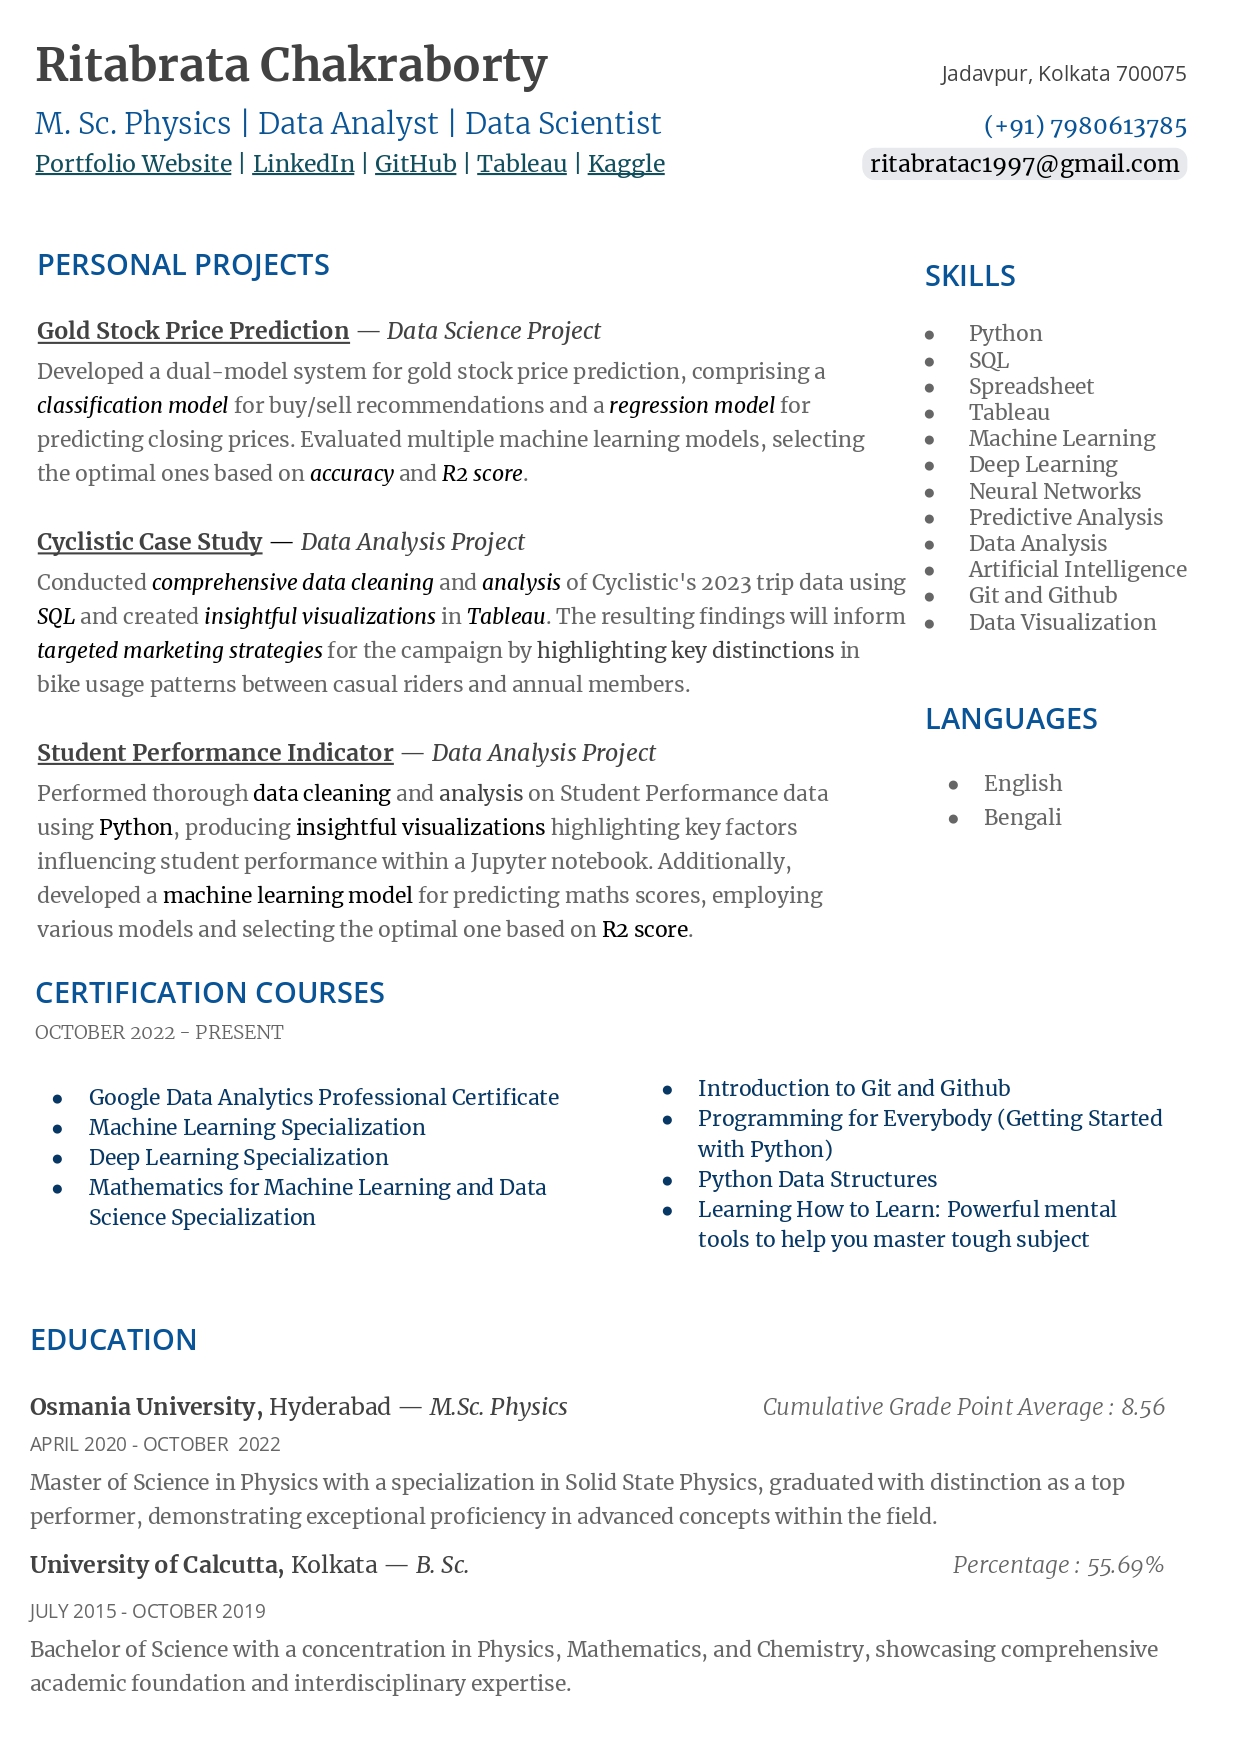 Ritabrata Chakraborty
Jadavpur, Kolkata 700075
M. Sc. Physics | Data Analyst | Data Scientist
(+91) 7980613785
Portfolio Website | LinkedIn | GitHub | Tableau | Kaggle
ritabratac1997@gmail.com
PERSONAL PROJECTS
Gold Stock Price Prediction — Data Science Project
Developed a dual-model system for gold stock price prediction, comprising a
classification model for buy/sell recommendations and a regression model for
predicting closing prices. Evaluated multiple machine learning models, selecting
the optimal ones based on accuracy and R2 score.
Cyclistic Case Study — Data Analysis Project
Conducted comprehensive data cleaning and analysis of Cyclistic's 2023 trip data using
SQL and created insightful visualizations in Tableau. The resulting findings will inform
targeted marketing strategies for the campaign by highlighting key distinctions in
bike usage patterns between casual riders and annual members.
Student Performance Indicator — Data Analysis Project
Performed thorough data cleaning and analysis on Student Performance data
using Python, producing insightful visualizations highlighting key factors
influencing student performance within a Jupyter notebook. Additionally,
developed a machine learning model for predicting maths scores, employing
various models and selecting the optimal one based on R2 score.
SKILLS
● Python
● SQL
● Spreadsheet
● Tableau
● Machine Learning
● Deep Learning
● Neural Networks
● Predictive Analysis
● Data Analysis
● Artificial Intelligence
● Git and Github
● Data Visualization
LANGUAGES
● English
● Bengali
CERTIFICATION COURSES
OCTOBER 2022 - PRESENT
● Google Data Analytics Professional Certificate
● Machine Learning Specialization
● Deep Learning Specialization
● Mathematics for Machine Learning and Data
Science Specialization
● Introduction to Git and Github
● Programming for Everybody (Getting Started
with Python)
● Python Data Structures
● Learning How to Learn: Powerful mental
tools to help you master tough subject
EDUCATION
Osmania University, Hyderabad — M.Sc. Physics
Cumulative Grade Point Average : 8.56
APRIL 2020 - OCTOBER 2022
Master of Science in Physics with a specialization in Solid State Physics, graduated with distinction as a top
performer, demonstrating exceptional proficiency in advanced concepts within the field.
University of Calcutta, Kolkata — B. Sc.
Percentage : 55.69%
JULY 2015 - OCTOBER 2019
Bachelor of Science with a concentration in Physics, Mathematics, and Chemistry, showcasing comprehensive
academic foundation and interdisciplinary expertise.